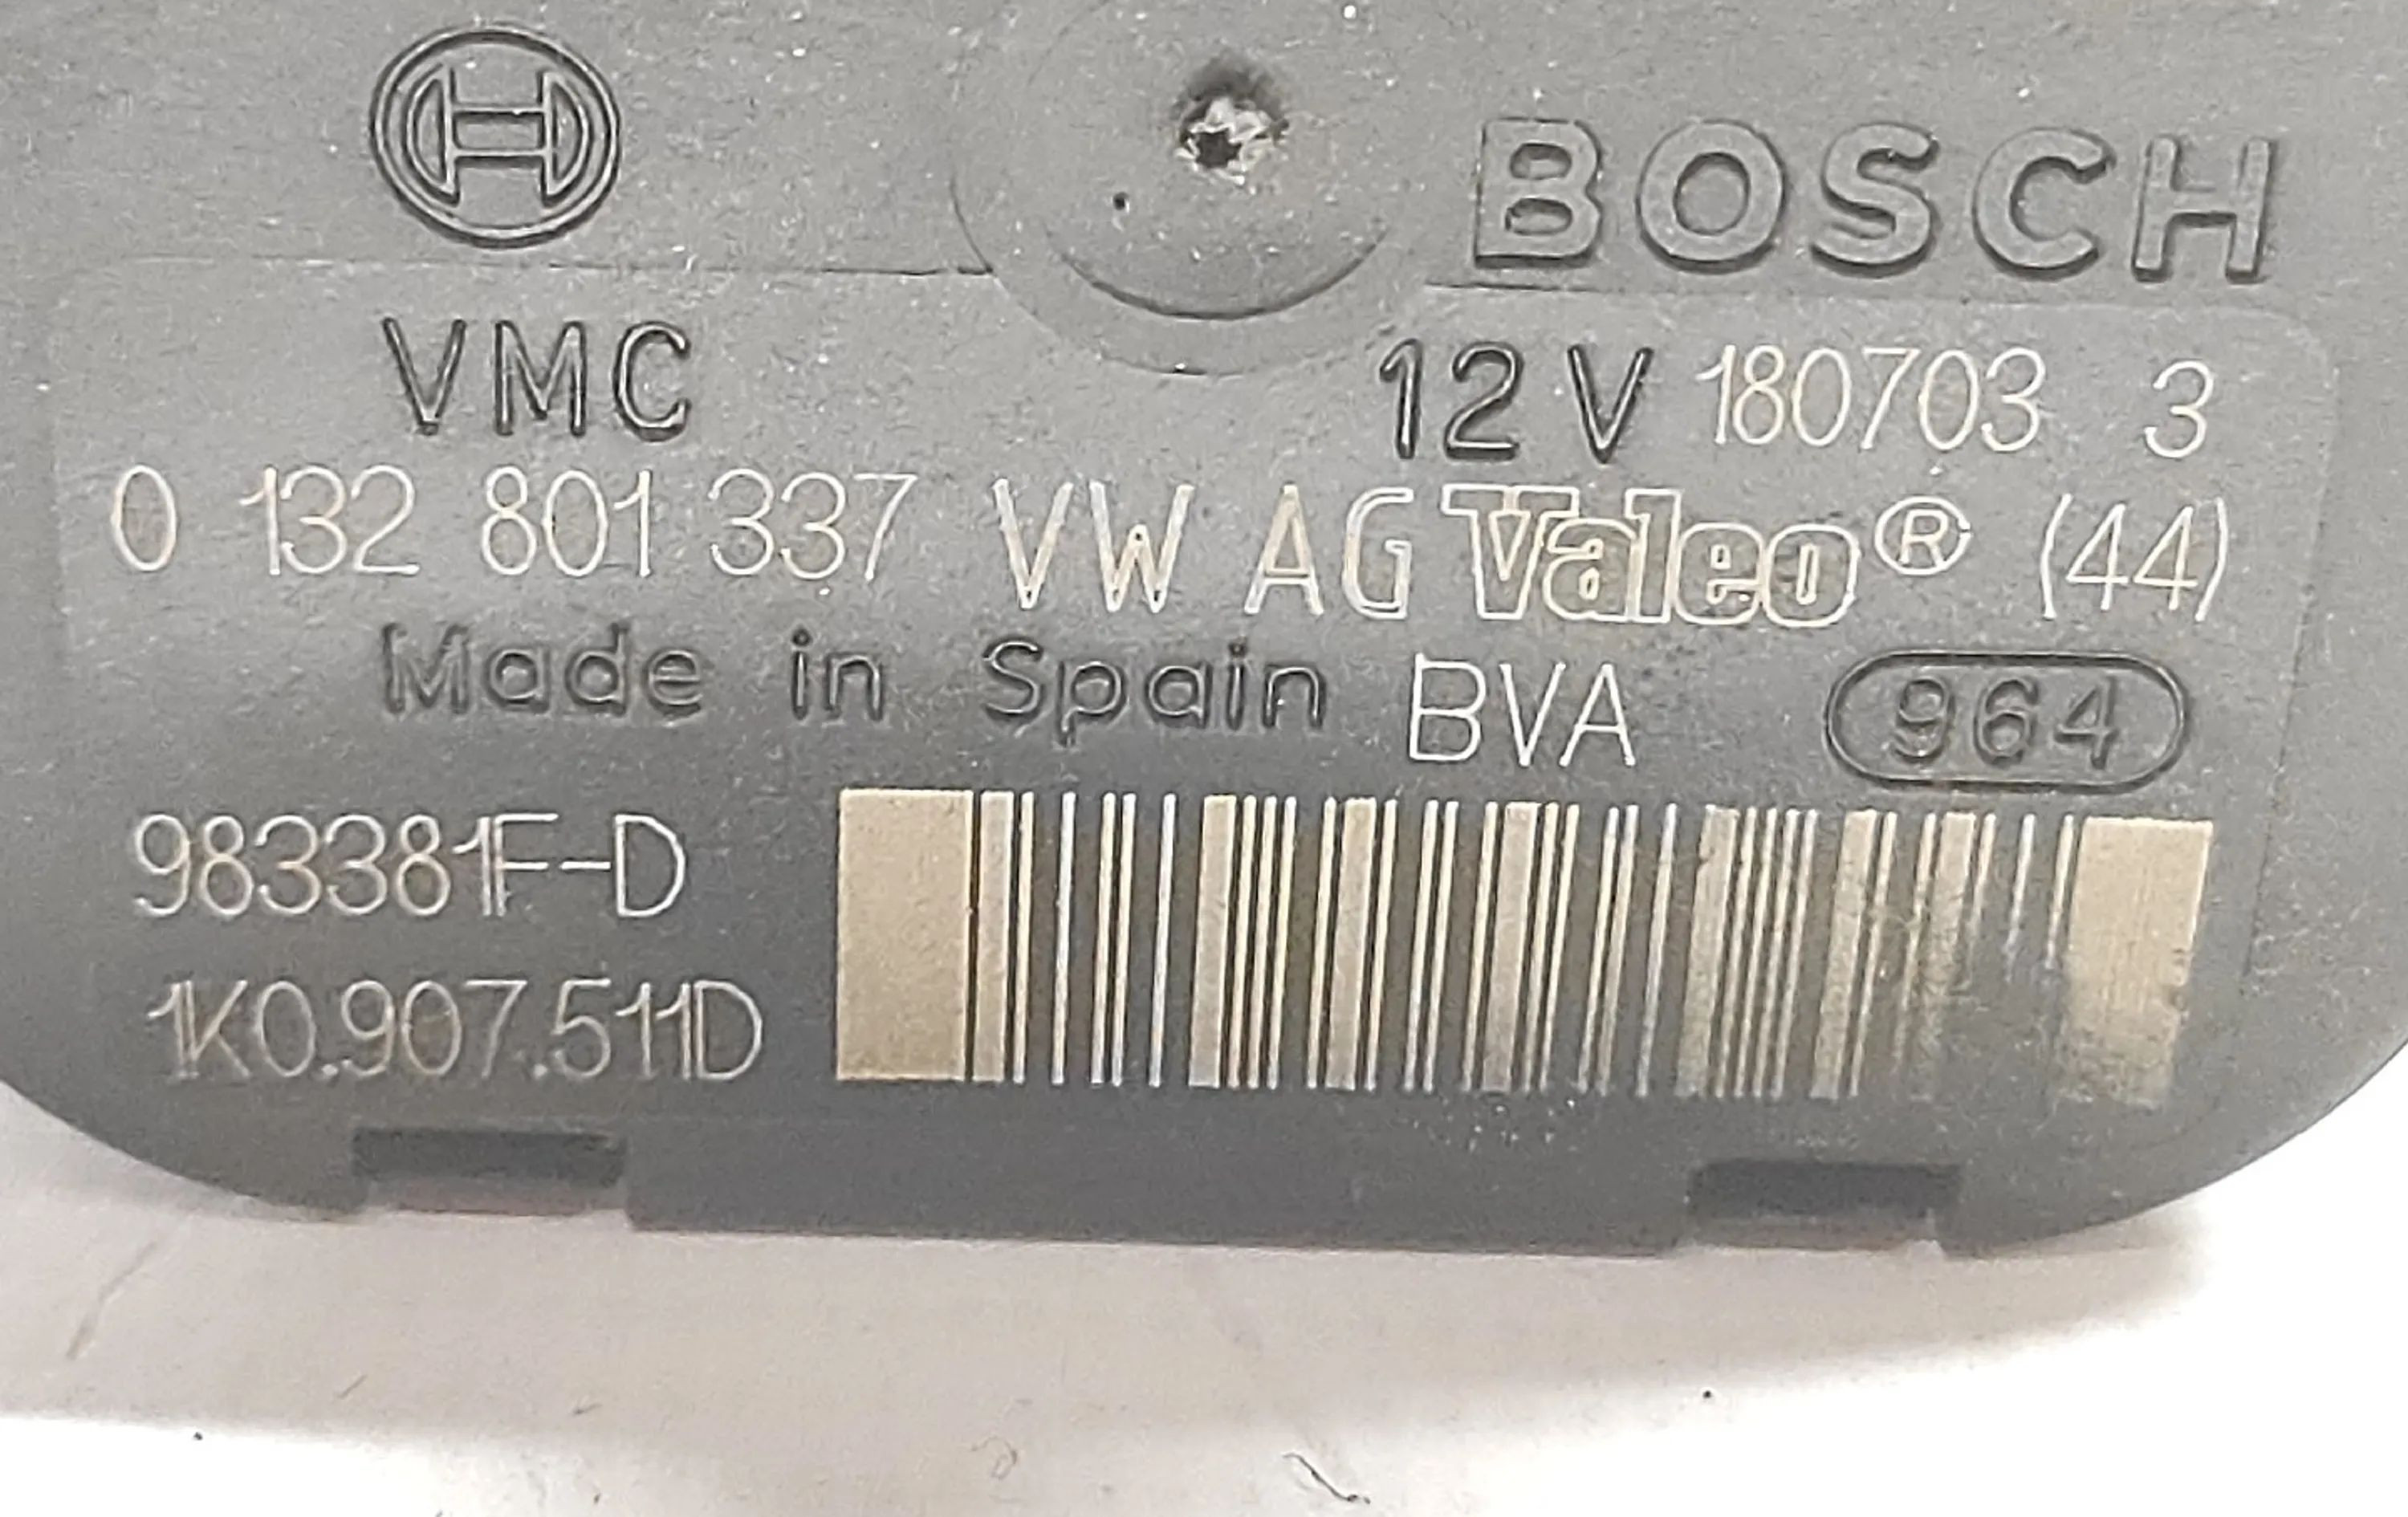 BOSCH
VMC 12V 180703 3
0 132 801 337 VW AG Valeo® (44)
Made in Spain BVA 964
983381F-D
1K0.907.511D